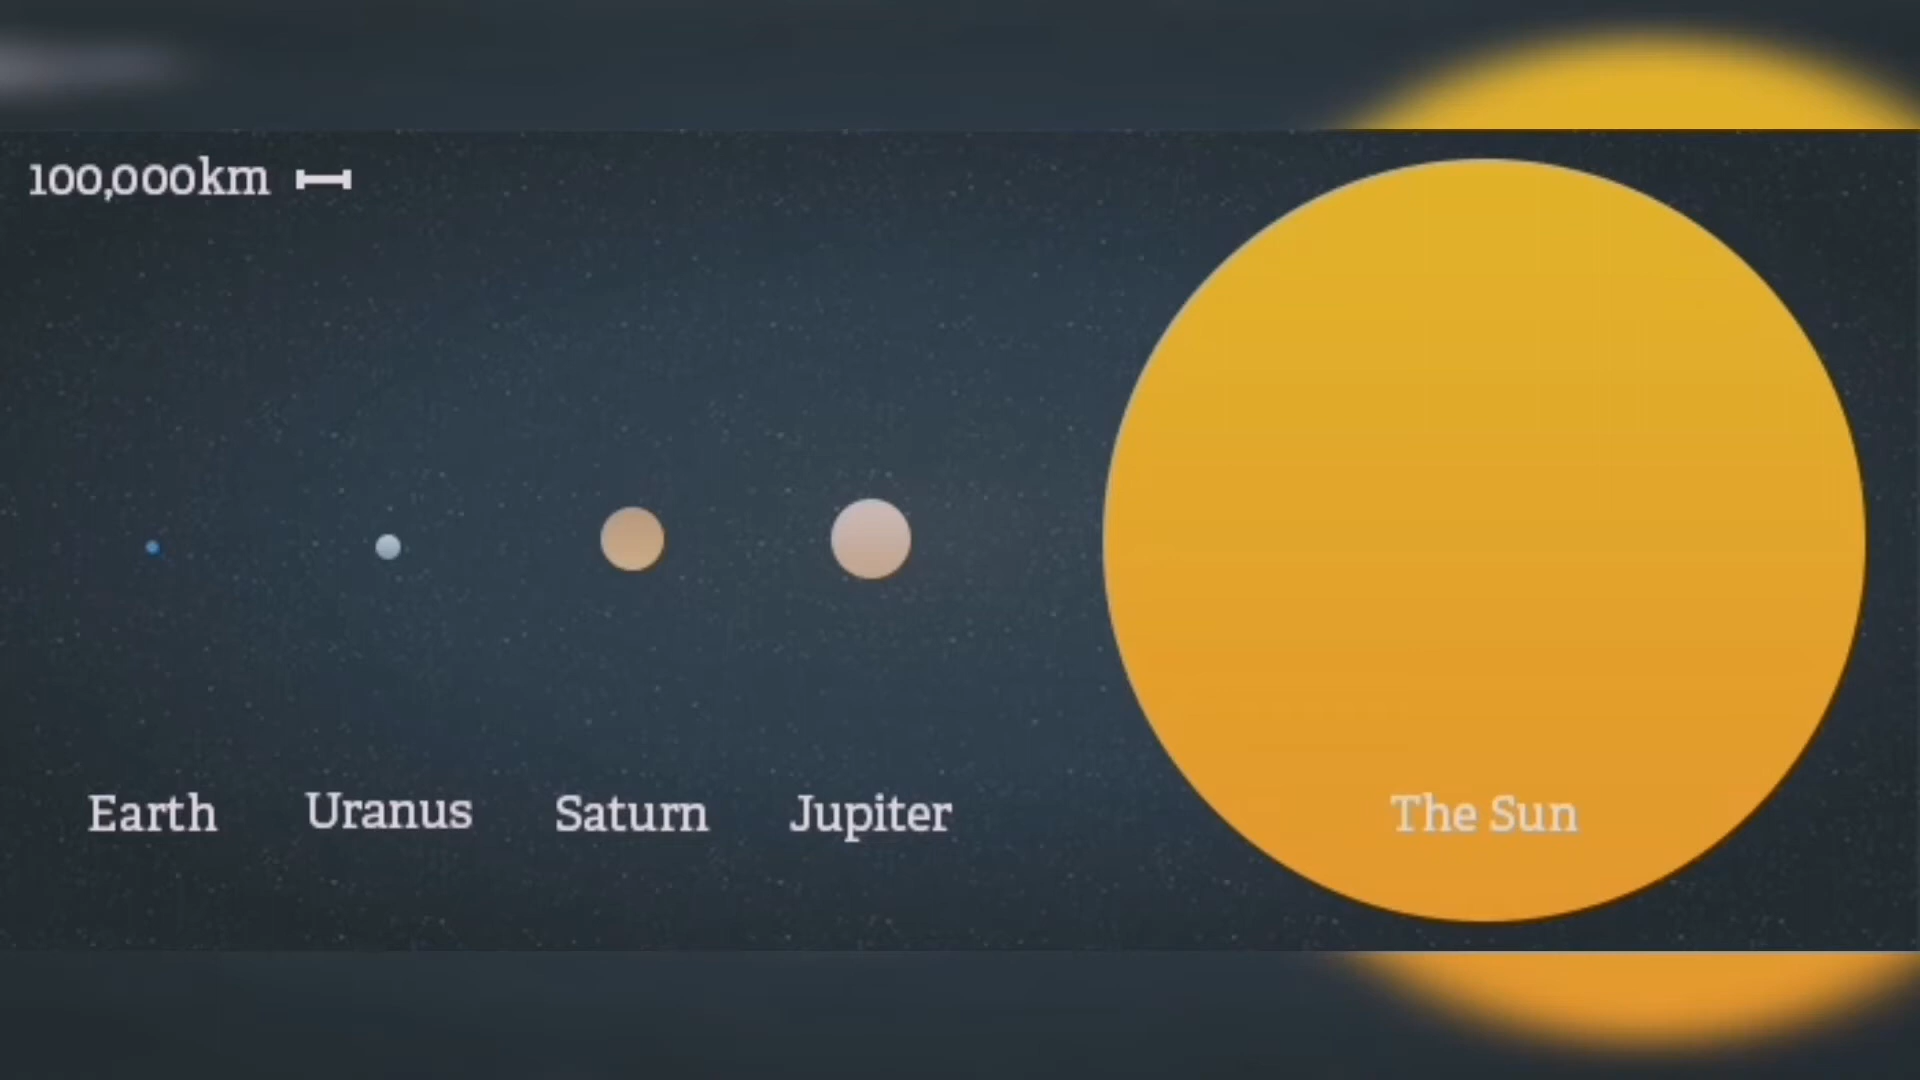 100,000km
Earth
Uranus
Saturn
Jupiter
The Sun